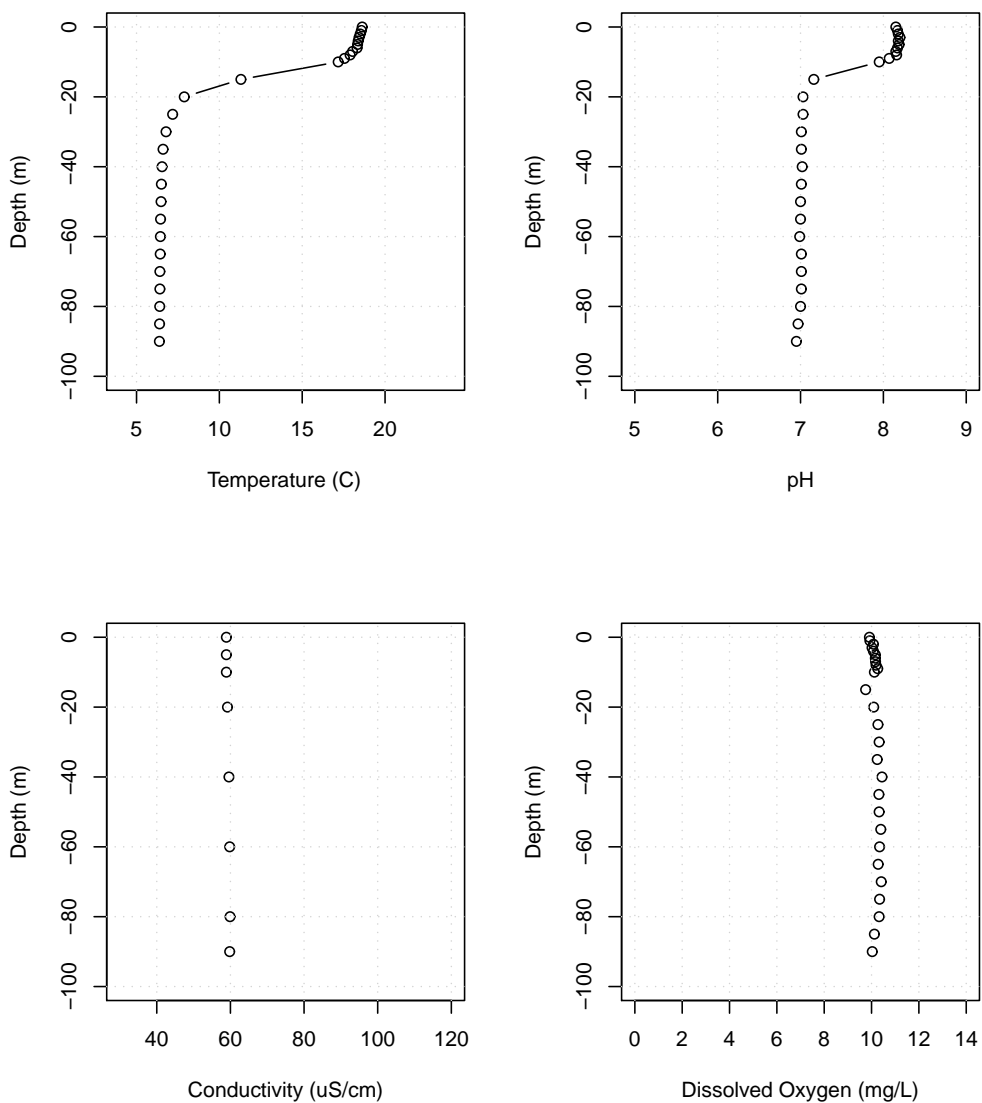 0
−20
−40
−60
−80
−100
Depth (m)
5 10 15 20
Temperature (C)
0
−20
−40
−60
−80
−100
Depth (m)
5 6 7 8 9
pH
0
−20
−40
−60
−80
−100
Depth (m)
40 60 80 100 120
Conductivity (uS/cm)
0
−20
−40
−60
−80
−100
Depth (m)
0 2 4 6 8 10 12 14
Dissolved Oxygen (mg/L)